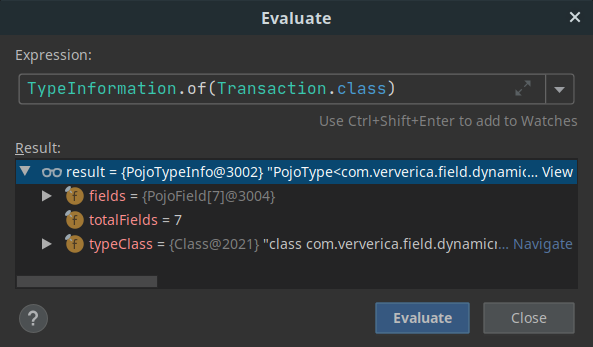 Evaluate
Expression:
TypeInformation.of(Transaction.class)
Use Ctrl+Shift+Enter to add to Watches
Result:
result = {PojoTypeInfo@3002} "PojoType<com.ververica.field.dynamic... View
fields = {PojoField[7]@3004}
totalFields = 7
typeClass = {Class@2021} "class com.ververica.field.dynamicr... Navigate
? Evaluate Close